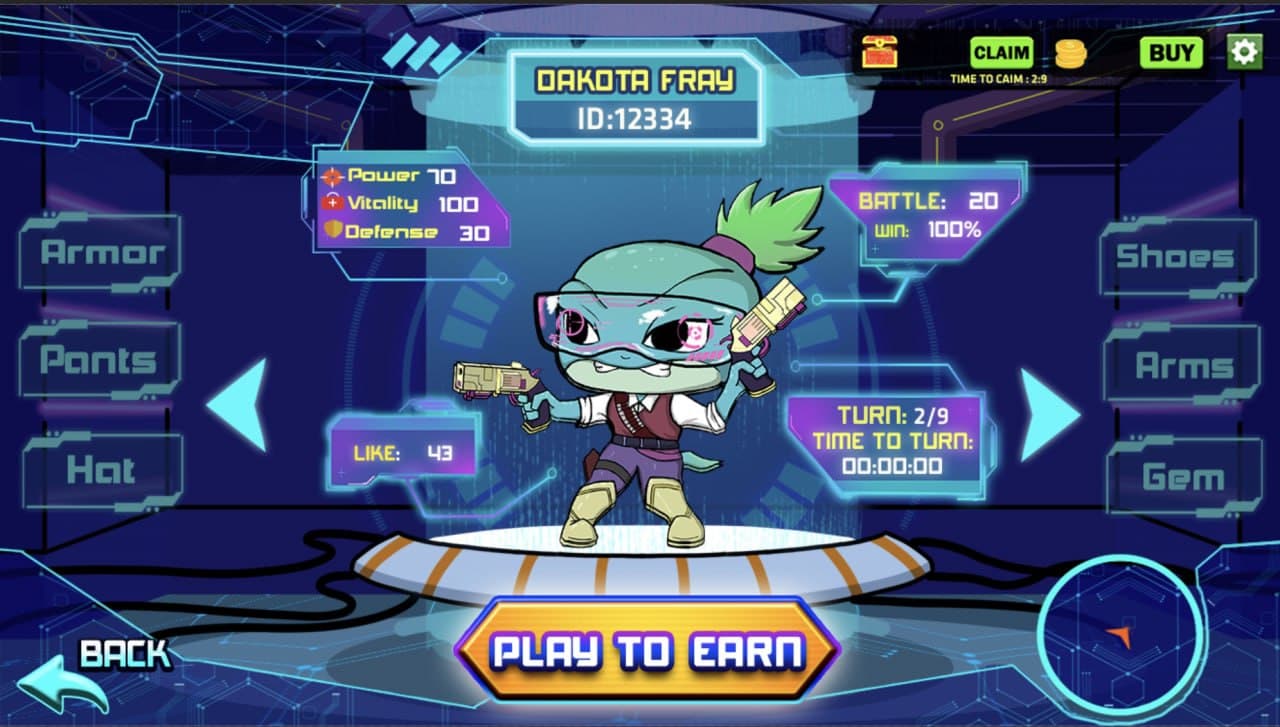 DAKOTA FRAY
ID:12334
CLAIM
TIME TO CAIM : 2:9
BUY
Power 70
Vitality 100
Defense 30
BATTLE: 20
WIN: 100%
Armor
Pants
Hat
Shoes
Arms
Gem
LIKE: 43
TURN: 2/9
TIME TO TURN:
00:00:00
PLAY TO EARN
BACK